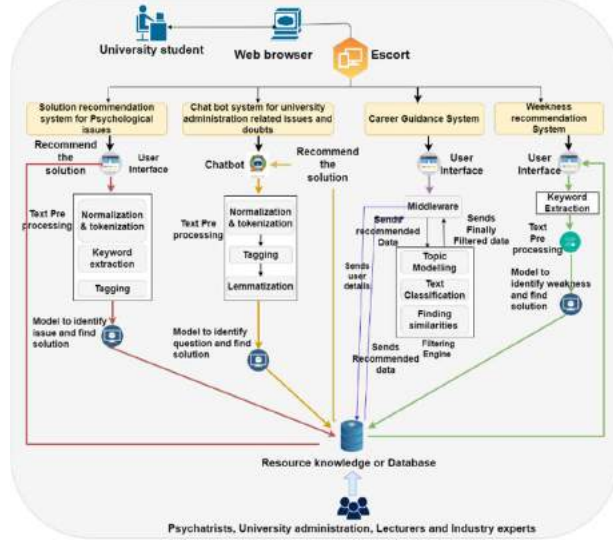 University student
Web browser
Escort
Solution recommendation
system for Psychological
issues
Chat bot system for university
administration related issues and
doubts
Career Guidance System
Weekness
recommendation
System
Recommend
the
solution
User
Interface
Chatbot
Recommend
the
solution
User
Interface
User
Interface
Text Pre
processing
Normalization
& tokenization
Keyword
extraction
Tagging
Text Pre
processing
Normalization
& tokenization
Tagging
Lemmatization
Middleware
Sends
recommended
Data
Sends
Finally
Filtered data
Sends
user
details
Topic
Modelling
Text
Classification
Finding
similarities
Filtering
Engine
Sends
Recommended
data
Keyword Extraction
Text
Pre
processing
Model to
identify weakness
and find
solution
Model to identify
issue and find
solution
Model to identify
question and find
solution
Resource knowledge or Database
Psychatrists, University administration, Lecturers and Industry experts